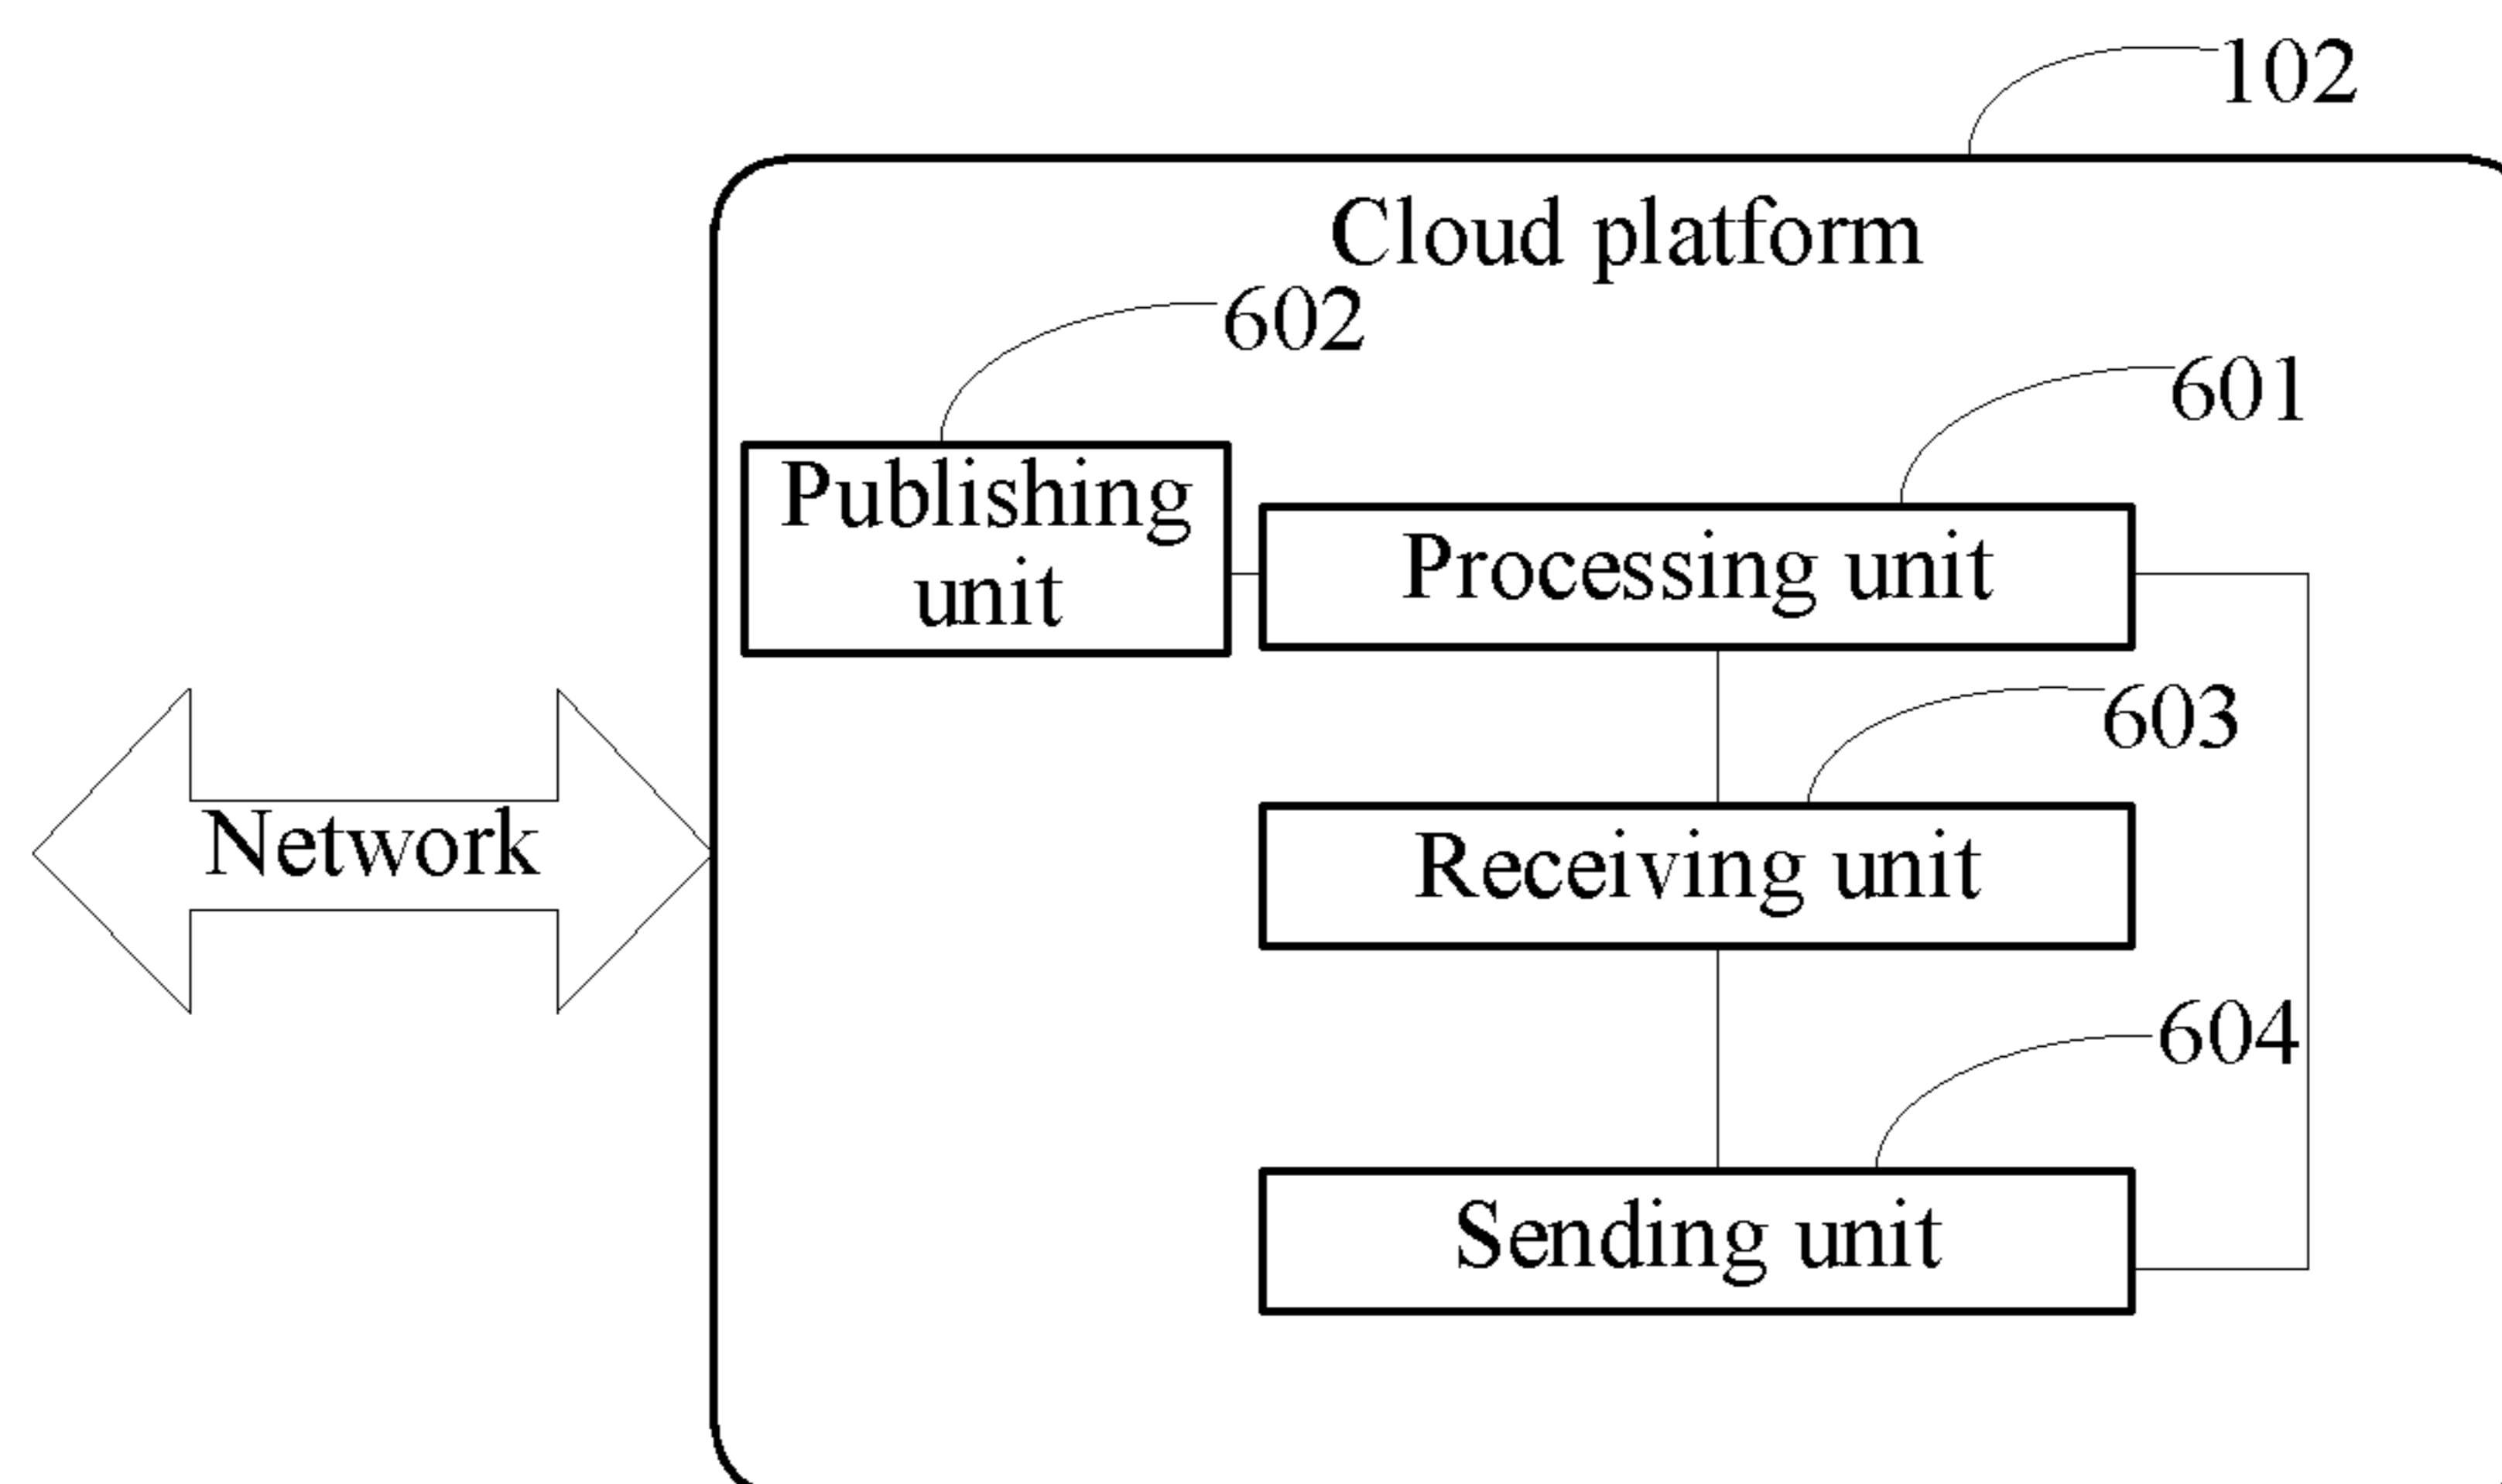 102
Cloud platform
602
601
Publishing
unit
Processing unit
603
Network
Receiving unit
604
Sending unit